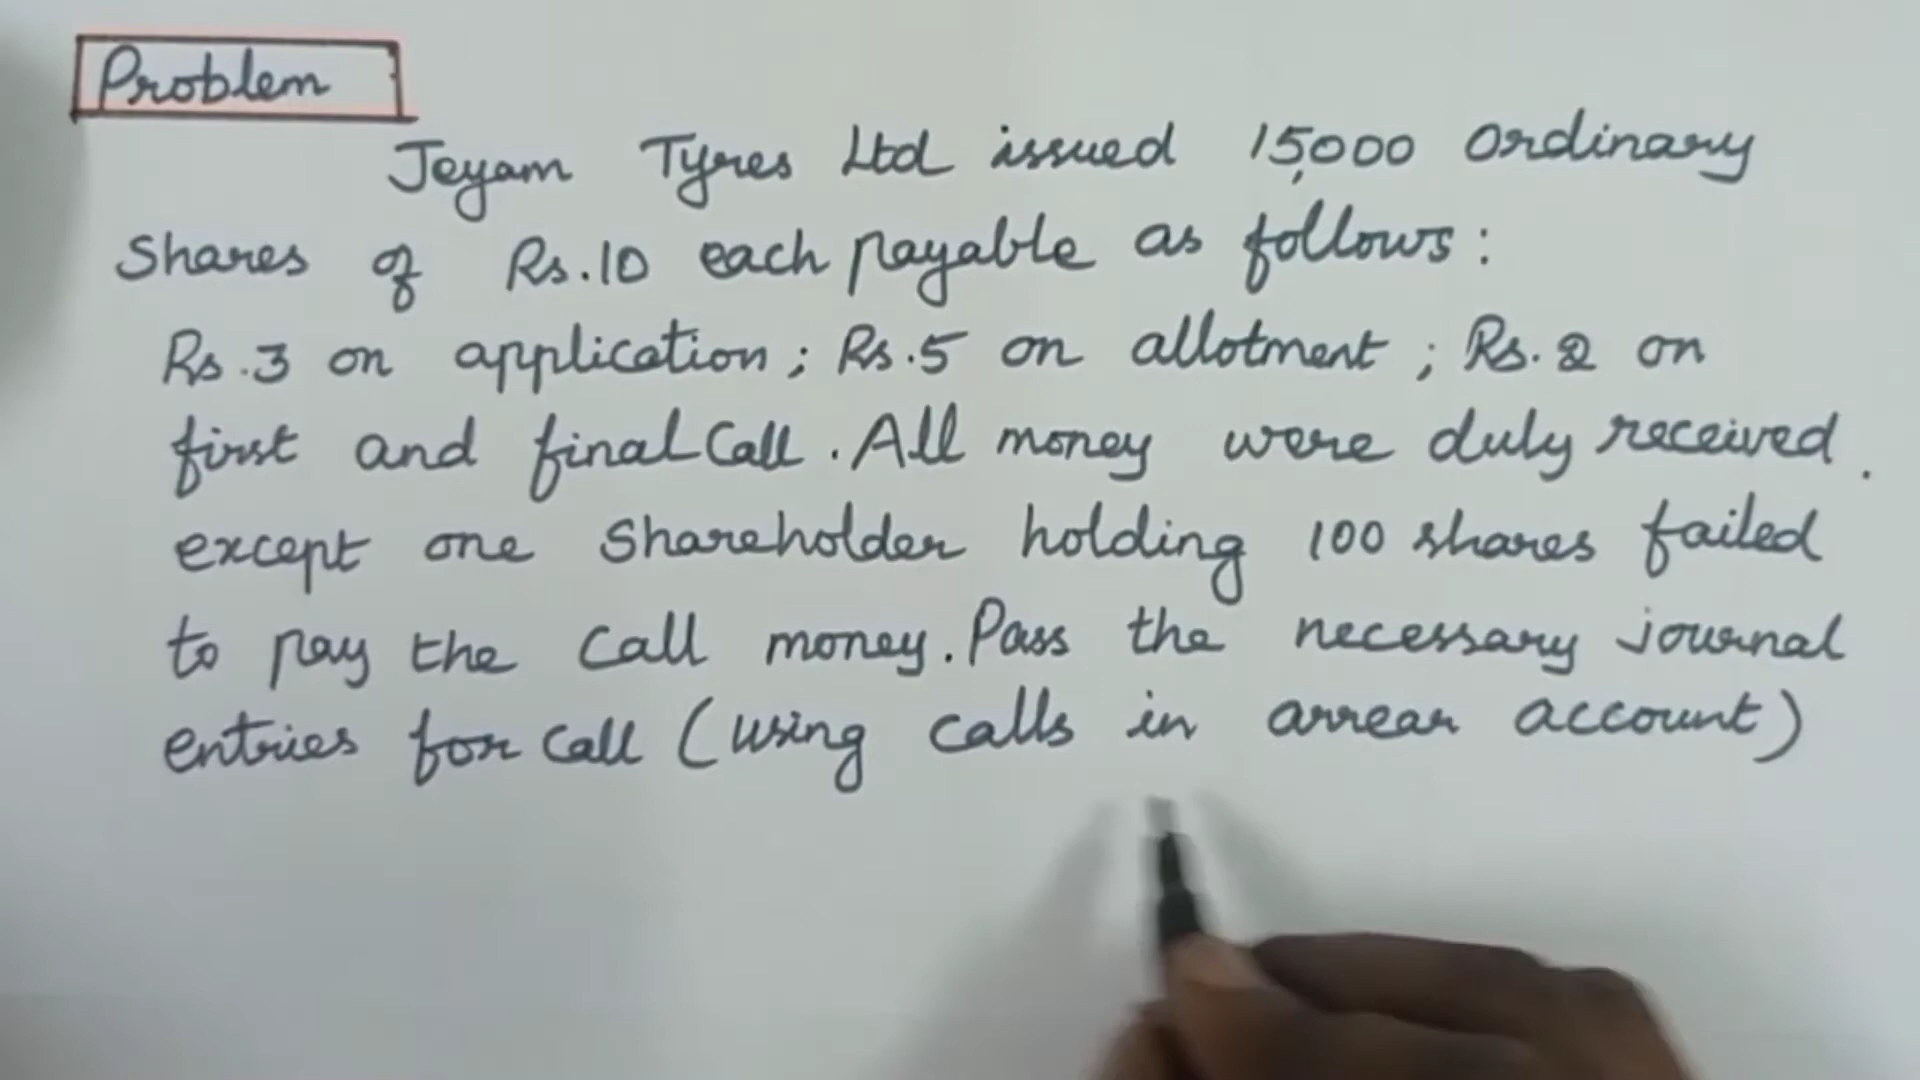 Problem
Jeyam Tyres Ltd issued 15,000 ordinary
Shares of Rs.10 each payable as follows:
Rs.3 on application; Rs.5 on allotment; Rs.2 on
first and final Call. All money were duly received.
except one Shareholder holding 100 shares failed
to pay the Call money. Pass the necessary journal
entries for Call (using calls in arrear account)